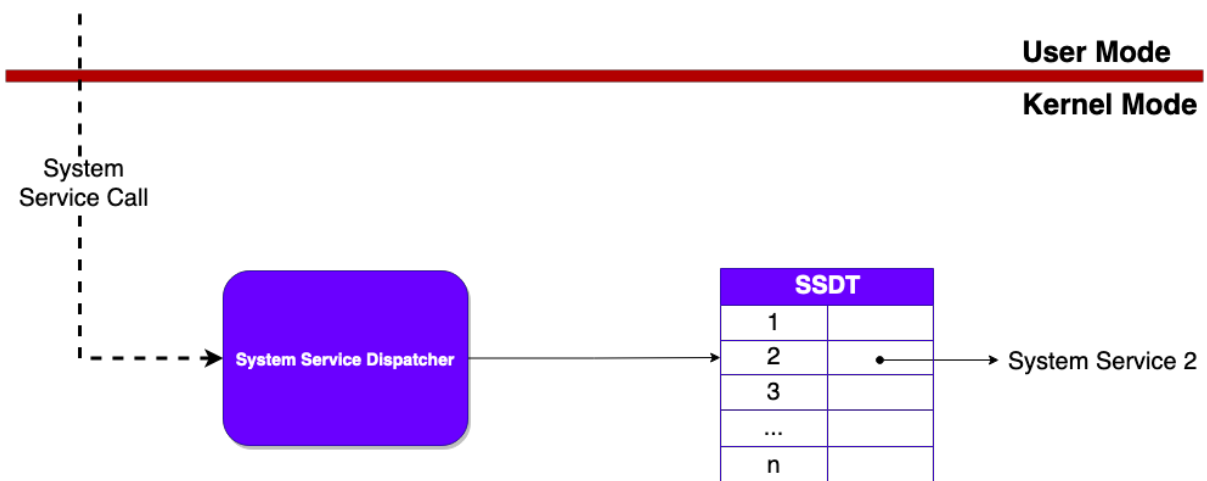 User Mode
Kernel Mode
System
Service Call
System Service Dispatcher
SSDT
1
2
System Service 2
3
...
n